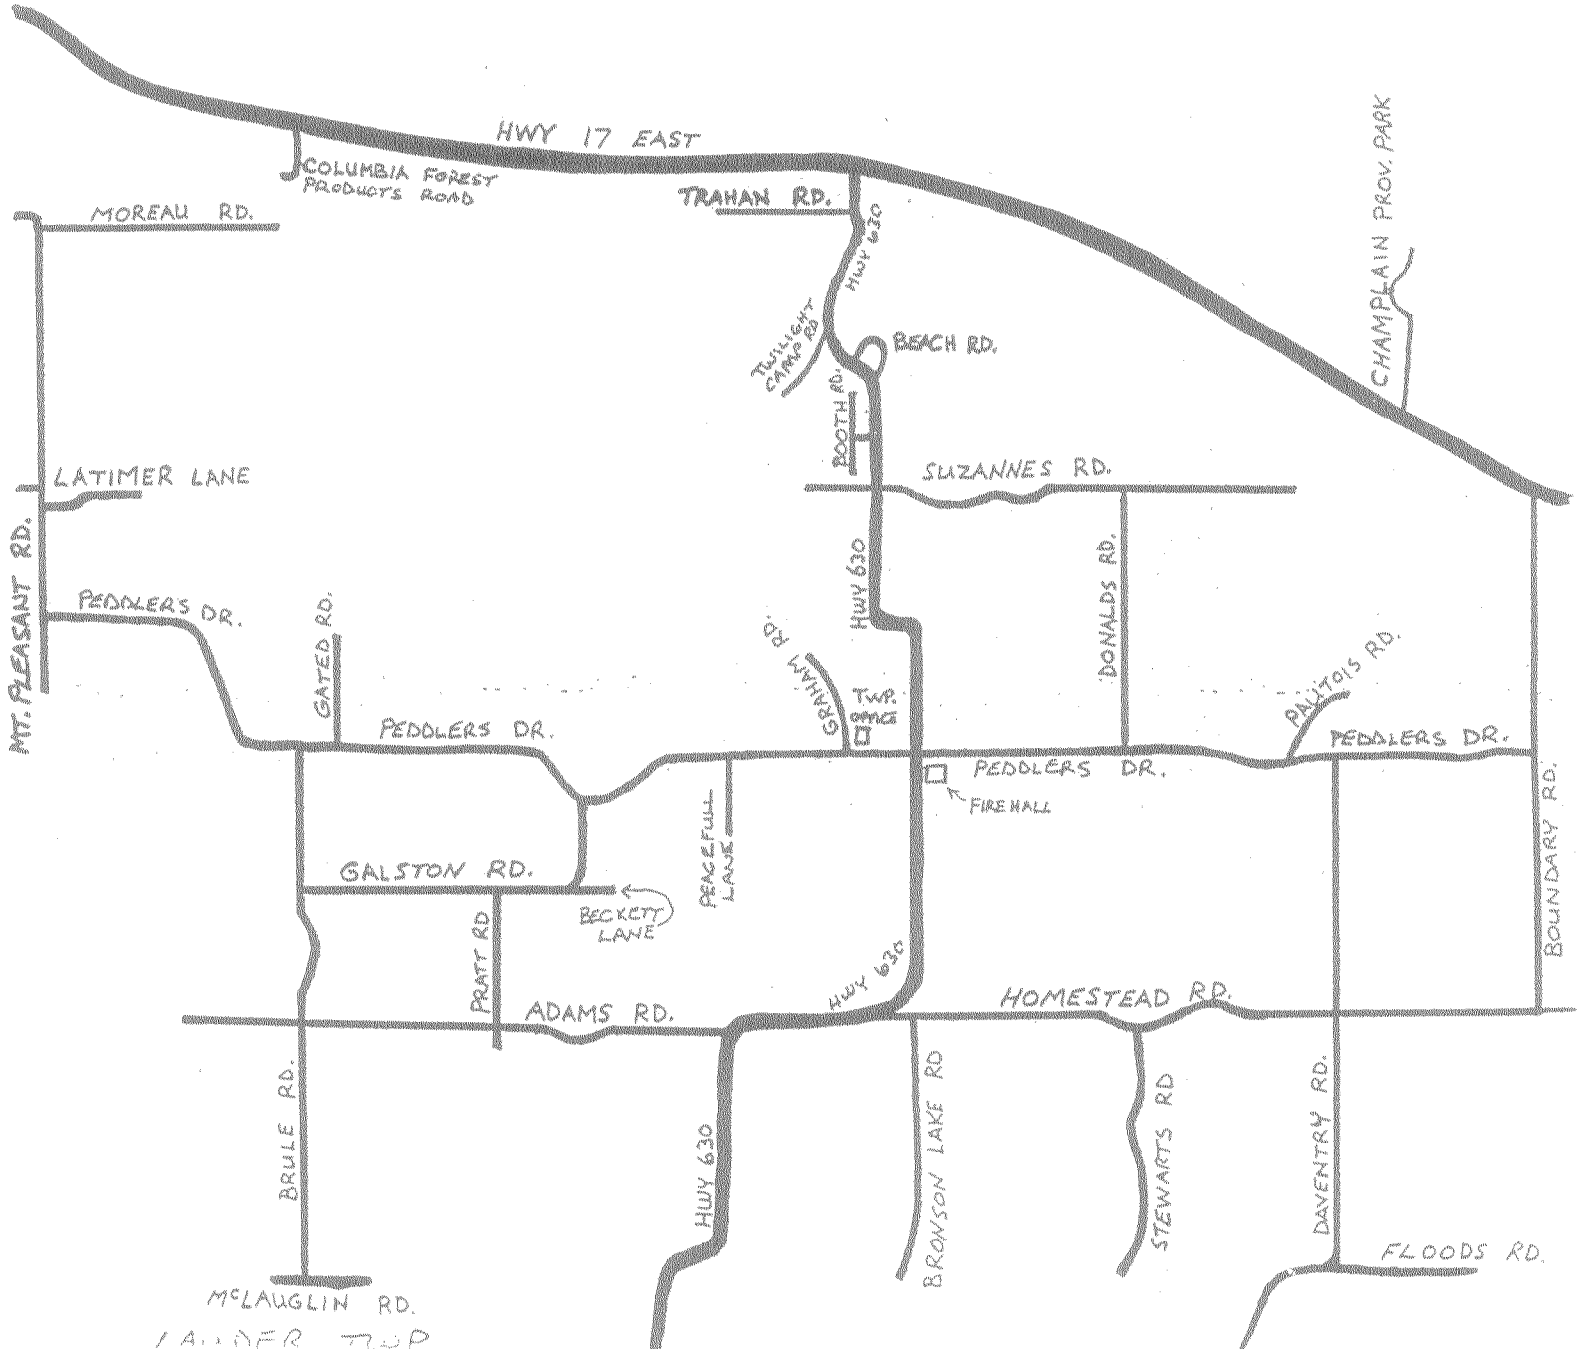 HWY 17 EAST
COLUMBIA FOREST
PRODUCTS ROAD
TRAHAN RD.
CHAMPLAIN PROV. PARK
MOREAU RD.
HWY 630
TWILIGHT
CAMP RD
BEACH RD.
BOOTH RD.
LATIMER LANE
SUZANNES RD.
MT. PLEASANT RD.
HWY 630
DONALDS RD.
PEDDLERS DR.
GATED RD.
GRAHAM RD.
TWP.
PALITOIS RD.
PEDDLERS DR.
PEDDLERS DR.
PEDDLERS DR.
FIREHALL
PEACEFULL
LANE
BOUNDARY RD.
GALSTON RD.
BECKETT
LANE
PRATT RD
HWY 630
ADAMS RD.
HOMESTEAD RD.
BRULE RD.
HWY 630
BRONSON LAKE RD
STEWARTS RD
DAVENTRY RD.
FLOODS RD.
McLAUGLIN RD.